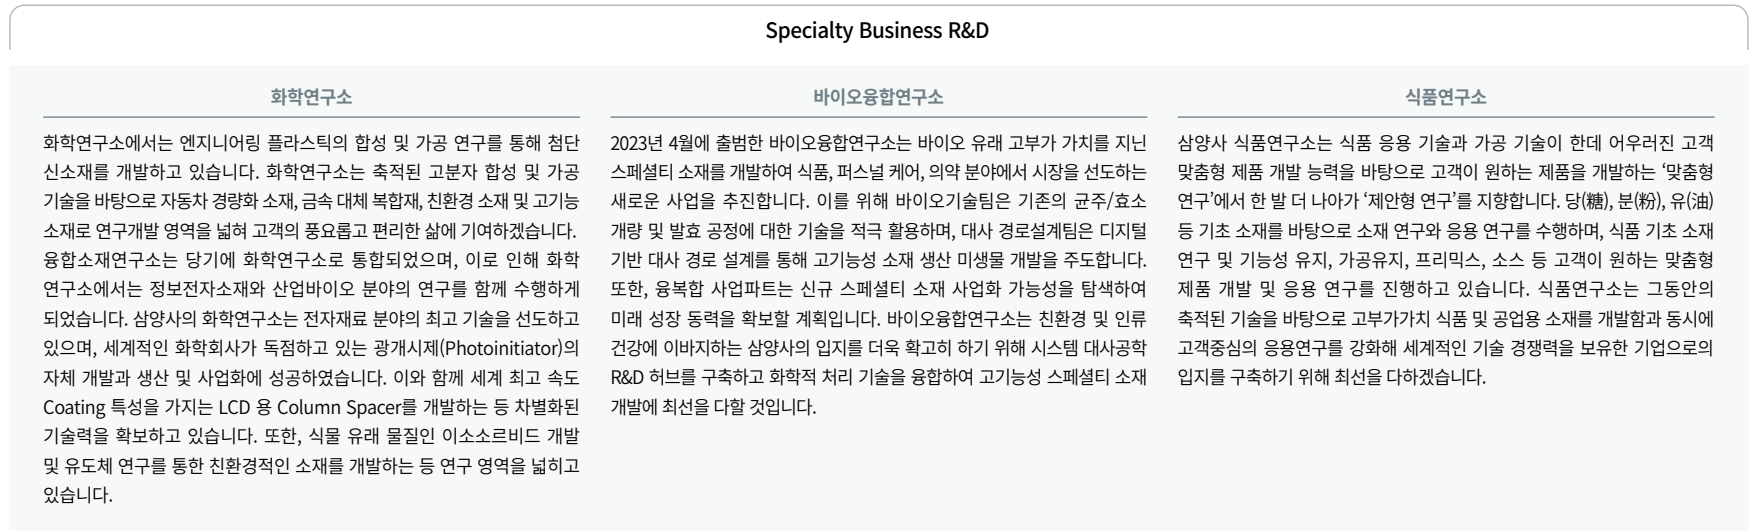 Specialty Business R&D
화학연구소
화학연구소에서는 엔지니어링 플라스틱의 합성 및 가공 연구를 통해 첨단
신소재를 개발하고 있습니다. 화학연구소는 축적된 고분자 합성 및 가공
기술을 바탕으로 자동차 경량화 소재, 금속 대체 복합재, 친환경 소재 및 고기능
소재로 연구개발 영역을 넓혀 고객의 풍요롭고 편리한 삶에 기여하겠습니다.
융합소재연구소는 당기에 화학연구소로 통합되었으며, 이로 인해 화학
연구소에서는 정보전자소재와 산업바이오 분야의 연구를 함께 수행하게
되었습니다. 삼양사의 화학연구소는 전자재료 분야의 최고 기술을 선도하고
있으며, 세계적인 화학회사가 독점하고 있는 광개시제(Photoinitiator)의
자체 개발과 생산 및 사업화에 성공하였습니다. 이와 함께 세계 최고 속도
Coating 특성을 가지는 LCD 용 Column Spacer를 개발하는 등 차별화된
기술력을 확보하고 있습니다. 또한, 식물 유래 물질인 이소소르비드 개발
및 유도체 연구를 통한 친환경적인 소재를 개발하는 등 연구 영역을 넓히고
있습니다.
바이오융합연구소
2023년 4월에 출범한 바이오융합연구소는 바이오 유래 고부가 가치를 지닌
스페셜티 소재를 개발하여 식품, 퍼스널 케어, 의약 분야에서 시장을 선도하는
새로운 사업을 추진합니다. 이를 위해 바이오기술팀은 기존의 균주/효소
개량 및 발효 공정에 대한 기술을 적극 활용하며, 대사 경로설계팀은 디지털
기반 대사 경로 설계를 통해 고기능성 소재 생산 미생물 개발을 주도합니다.
또한, 융복합 사업파트는 신규 스페셜티 소재 사업화 가능성을 탐색하여
미래 성장 동력을 확보할 계획입니다. 바이오융합연구소는 친환경 및 인류
건강에 이바지하는 삼양사의 입지를 더욱 확고히 하기 위해 시스템 대사공학
R&D 허브를 구축하고 화학적 처리 기술을 융합하여 고기능성 스페셜티 소재
개발에 최선을 다할 것입니다.
식품연구소
삼양사 식품연구소는 식품 응용 기술과 가공 기술이 한데 어우러진 고객
맞춤형 제품 개발 능력을 바탕으로 고객이 원하는 제품을 개발하는 ‘맞춤형
연구’에서 한 발 더 나아가 ‘제안형 연구’를 지향합니다. 당(糖), 분(粉), 유(油)
등 기초 소재를 바탕으로 소재 연구와 응용 연구를 수행하며, 식품 기초 소재
연구 및 기능성 유지, 가공유지, 프리믹스, 소스 등 고객이 원하는 맞춤형
제품 개발 및 응용 연구를 진행하고 있습니다. 식품연구소는 그동안의
축적된 기술을 바탕으로 고부가가치 식품 및 공업용 소재를 개발함과 동시에
고객중심의 응용연구를 강화해 세계적인 기술 경쟁력을 보유한 기업으로의
입지를 구축하기 위해 최선을 다하겠습니다.